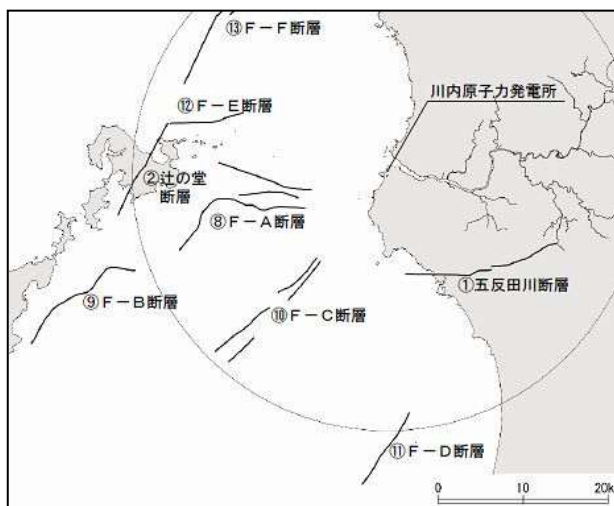 ⑬F－F断層
川内原子力発電所
⑫F－E断層
②辻の堂
断層
⑧F－A断層
①五反田川断層
⑨F－B断層
⑩F－C断層
⑪F－D断層
0 10 20k